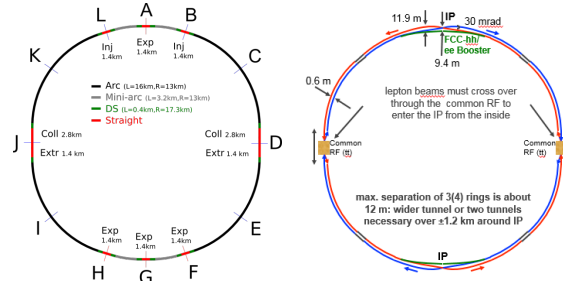 A
L
B
Inj
1.4km
Exp
1.4km
Inj
1.4km
K
C
Arc (L=16km,R=13km)
Mini-arc (L=3.2km,R=13km)
DS (L=0.4km,R=17.3km)
Straight
J
Coll 2.8km
Coll 2.8km
D
Extr 1.4 km
Extr 1.4 km
I
E
Exp
1.4km
Exp
1.4km
Exp
1.4km
H
G
F
11.9 m
IP
30 mrad
FCC-hh/
ee Booster
9.4 m
0.6 m
lepton beams must cross over
through the common RF to
enter the IP from the inside
Common
RF (tt)
Common
RF (tt)
max. separation of 3(4) rings is about
12 m: wider tunnel or two tunnels
necessary over ±1.2 km around IP
IP